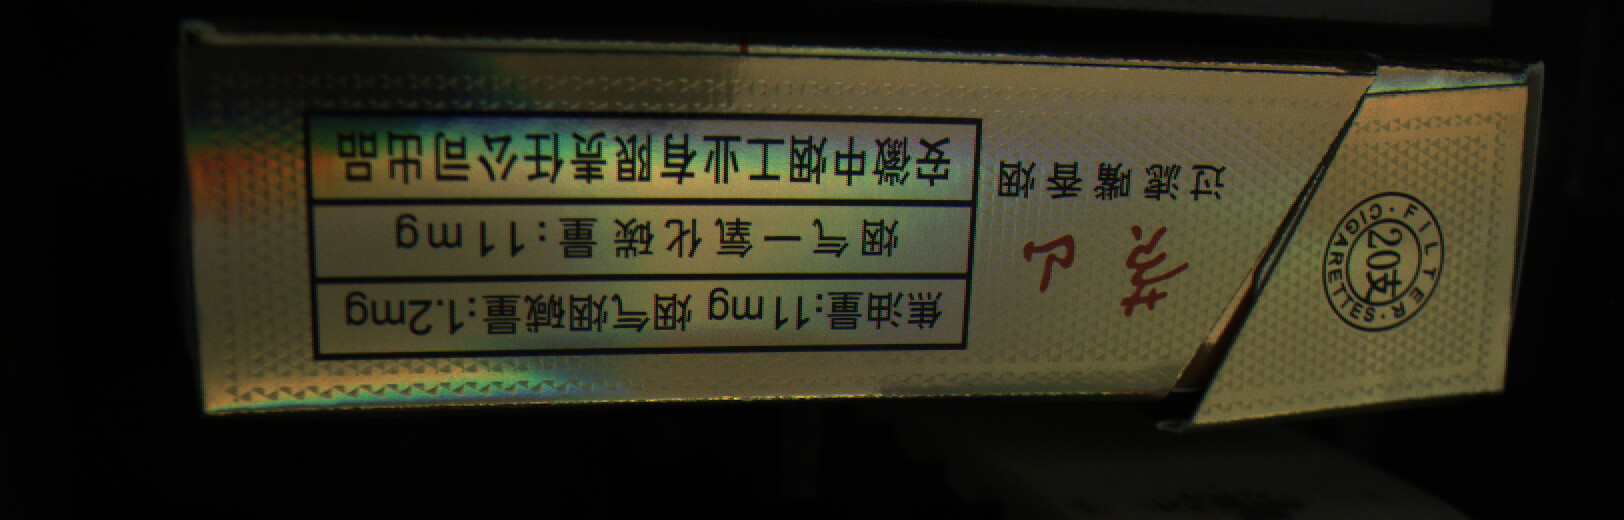 FILTER·CIGARETTES·
20支
黄山
过滤嘴香烟
焦油量:11mg 烟气烟碱量:1.2mg
烟气一氧化碳量:11mg
安徽中烟工业有限责任公司出品